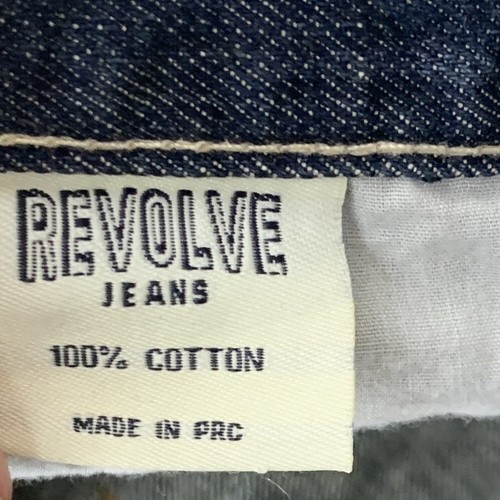 REVOLVE
JEANS
100% COTTON
MADE IN PRC